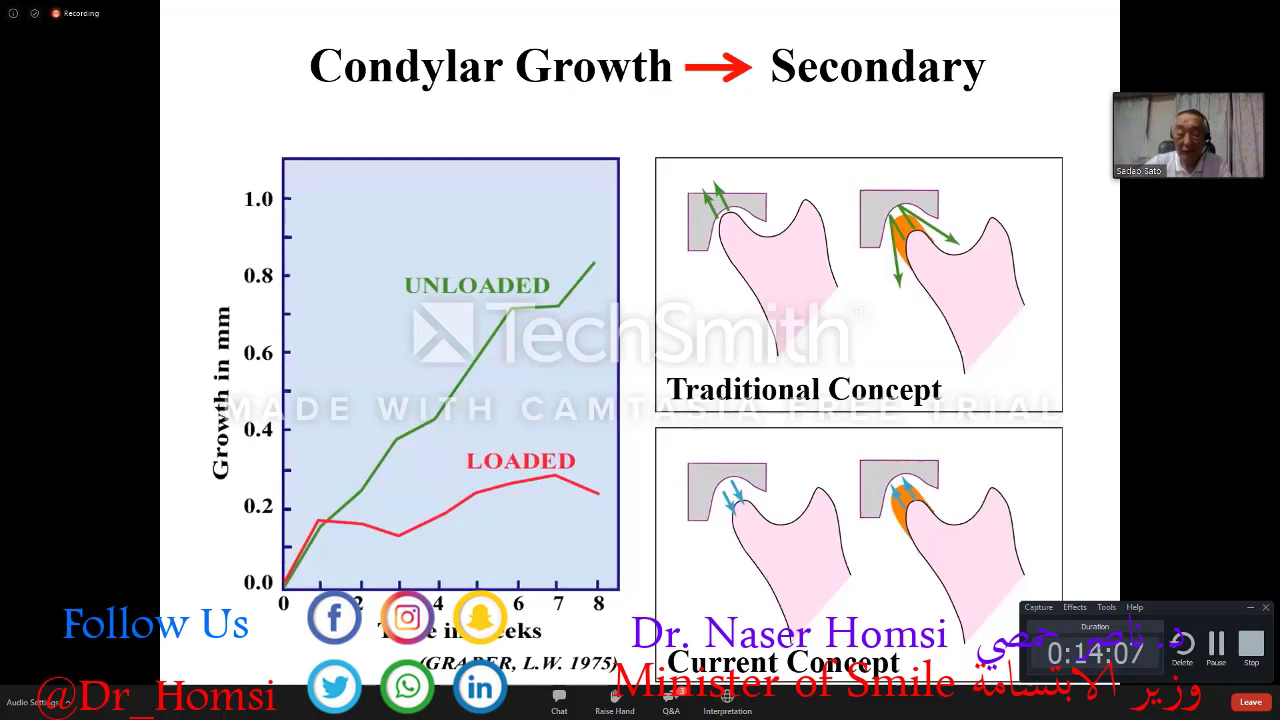 Recording
Condylar Growth → Secondary
Sadao Sato
1.0
0.8
0.6
0.4
0.2
0.0
Growth in mm
UNLOADED
LOADED
0
2
4
6
7
8
(GRABER, L.W. 1975)
Traditional Concept
Current Concept
TechSmith
MADE WITH CAMTASIA FREE TRIAL
Follow Us
@Dr_Homsi
Dr. Naser Homsi د. ناصر حمصي
Minister of Smile وزير الابتسامة
Capture Effects Tools Help
Duration
0:14:07
Delete Pause Stop
Audio Settings
Chat
Raise Hand
3
Q&A
Interpretation
Leave